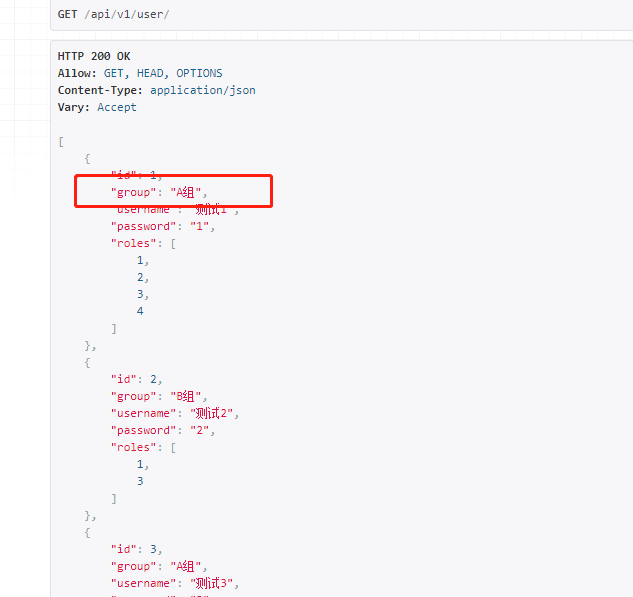 GET /api/v1/user/
HTTP 200 OK
Allow: GET, HEAD, OPTIONS
Content-Type: application/json
Vary: Accept
[
{
"id": 1,
"group": "A组",
"username": "测试1",
"password": "1",
"roles": [
1,
2,
3,
4
]
},
{
"id": 2,
"group": "B组",
"username": "测试2",
"password": "2",
"roles": [
1,
3
]
},
{
"id": 3,
"group": "A组",
"username": "测试3",